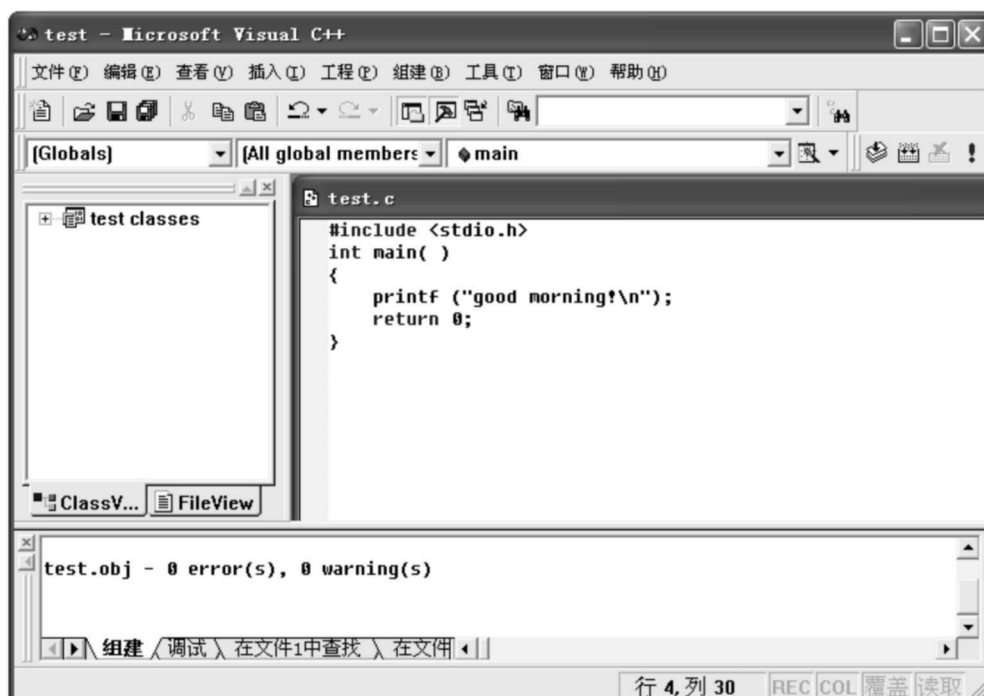 test - Microsoft Visual C++
文件(F) 编辑(E) 查看(V) 插入(I) 工程(P) 组建(B) 工具(T) 窗口(W) 帮助(H)
(Globals) (All global members main
test classes
test.c
#include <stdio.h>
int main( )
{
printf ("good morning!\n");
return 0;
}
ClassV... FileView
test.obj - 0 error(s), 0 warning(s)
组建 调试 在文件1中查找 在文件
行 4, 列 30 REC COL 覆盖 读取